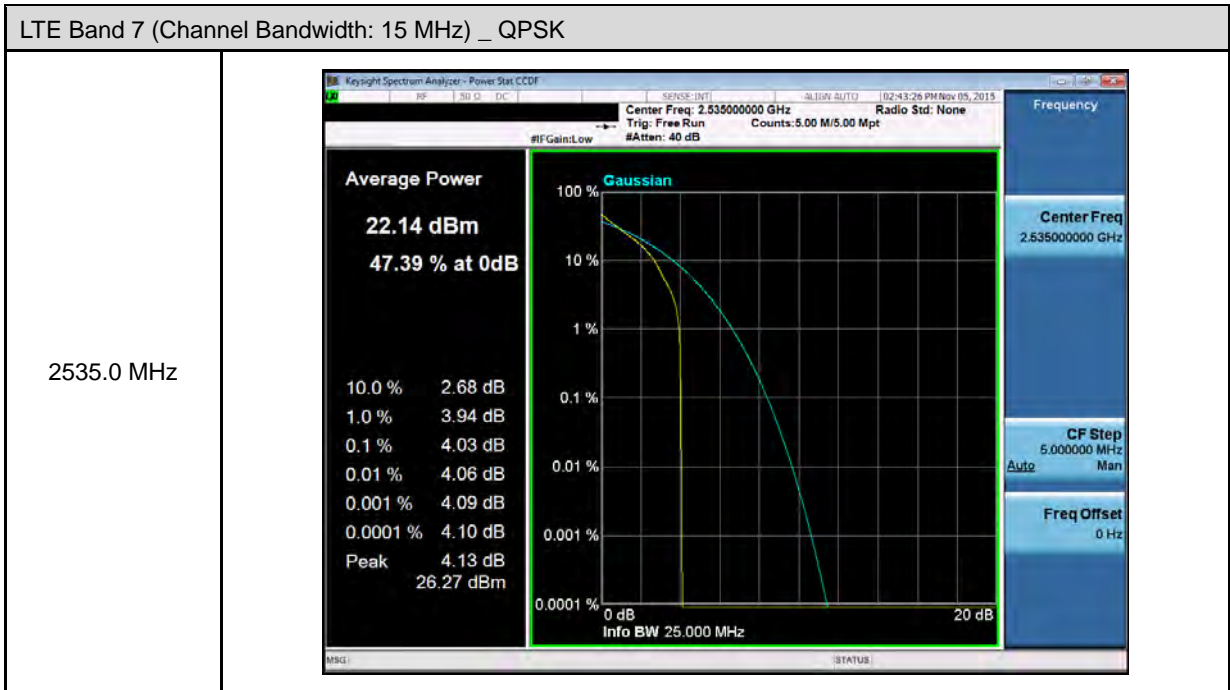 LTE Band 7 (Channel Bandwidth: 15 MHz) _ QPSK
2535.0 MHz
Keysight Spectrum Analyzer - Power Stat CCDF
RF 50 Ω DC SENSE:INT ALIGN AUTO 02:43:26 PM Nov 05, 2015
Center Freq: 2.535000000 GHz Radio Std: None
Trig: Free Run Counts:5.00 M/5.00 Mpt
#IFGain:Low #Atten: 40 dB
Frequency
Average Power
22.14 dBm
47.39 % at 0dB
10.0 % 2.68 dB
1.0 % 3.94 dB
0.1 % 4.03 dB
0.01 % 4.06 dB
0.001 % 4.09 dB
0.0001 % 4.10 dB
Peak 4.13 dB
26.27 dBm
Gaussian
100 %
10 %
1 %
0.1 %
0.01 %
0.001 %
0.0001 %
0 dB 20 dB
Info BW 25.000 MHz
Center Freq
2.535000000 GHz
CF Step
5.000000 MHz
Auto Man
Freq Offset
0 Hz
MSG STATUS